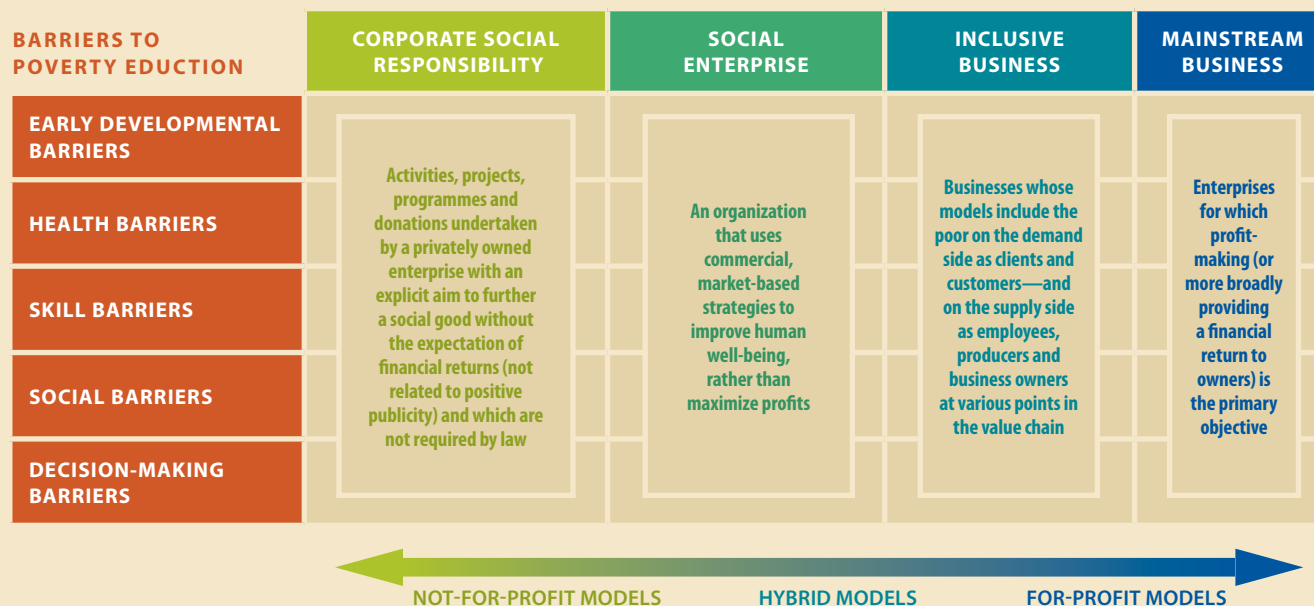 BARRIERS TO
POVERTY EDUCTION
CORPORATE SOCIAL
RESPONSIBILITY
SOCIAL
ENTERPRISE
INCLUSIVE
BUSINESS
MAINSTREAM
BUSINESS
EARLY DEVELOPMENTAL
BARRIERS
HEALTH BARRIERS
SKILL BARRIERS
SOCIAL BARRIERS
DECISION-MAKING
BARRIERS
Activities, projects,
programmes and
donations undertaken
by a privately owned
enterprise with an
explicit aim to further
a social good without
the expectation of
financial returns (not
related to positive
publicity) and which are
not required by law
An organization
that uses
commercial,
market-based
strategies to
improve human
well-being,
rather than
maximize profits
Businesses whose
models include the
poor on the demand
side as clients and
customers—and
on the supply side
as employees,
producers and
business owners
at various points in
the value chain
Enterprises
for which
profit-
making (or
more broadly
providing
a financial
return to
owners) is
the primary
objective
NOT-FOR-PROFIT MODELS
HYBRID MODELS
FOR-PROFIT MODELS